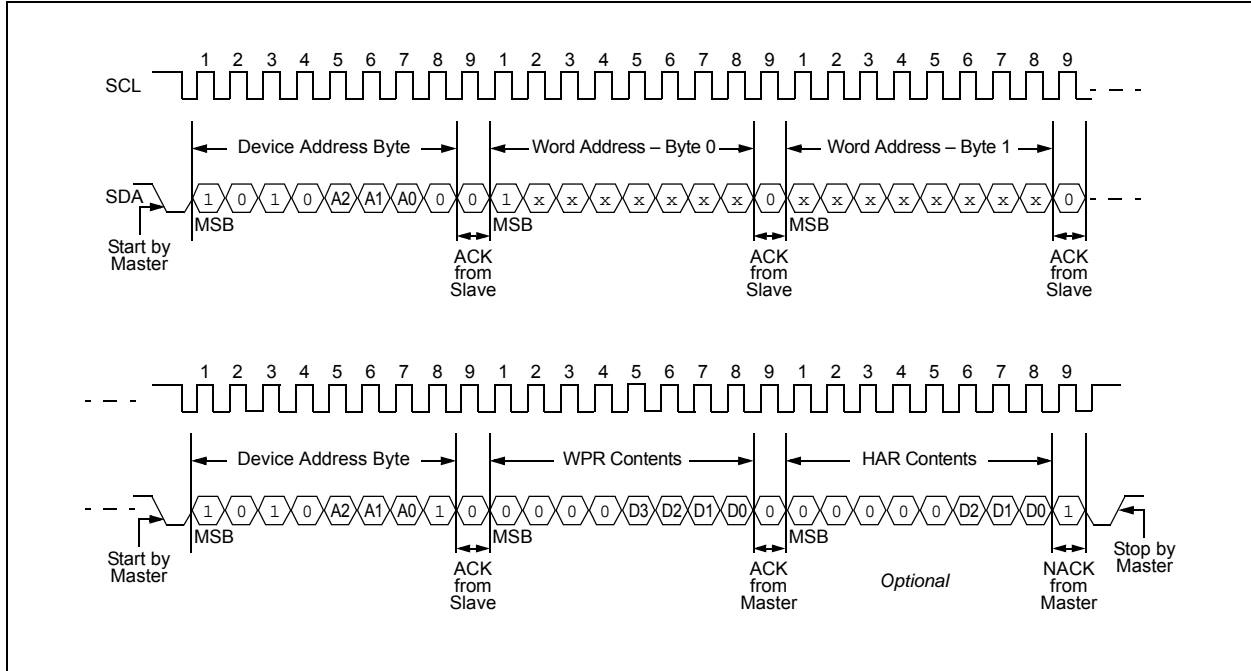 1 2 3 4 5 6 7 8 9 1 2 3 4 5 6 7 8 9 1 2 3 4 5 6 7 8 9
SCL
Device Address Byte
Word Address – Byte 0
Word Address – Byte 1
SDA
1 0 1 0 A2 A1 A0 0 0 1 x x x x x x x 0 x x x x x x x x 0
MSB
MSB
MSB
Start by
Master
ACK
from
Slave
ACK
from
Slave
ACK
from
Slave
1 2 3 4 5 6 7 8 9 1 2 3 4 5 6 7 8 9 1 2 3 4 5 6 7 8 9
Device Address Byte
WPR Contents
HAR Contents
1 0 1 0 A2 A1 A0 1 0 0 0 0 0 D3 D2 D1 D0 0 0 0 0 0 0 D2 D1 D0 1
MSB
MSB
MSB
Start by
Master
ACK
from
Slave
ACK
from
Master
Optional
NACK
from
Master
Stop by
Master